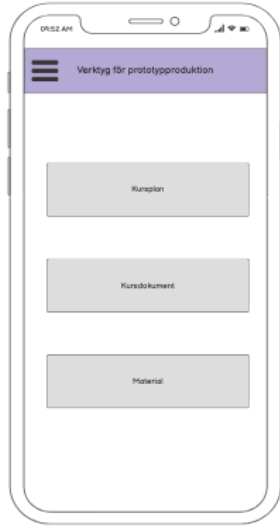 09:52 AM
Verktyg för prototypproduktion
Kursplan
Kursdokument
Material